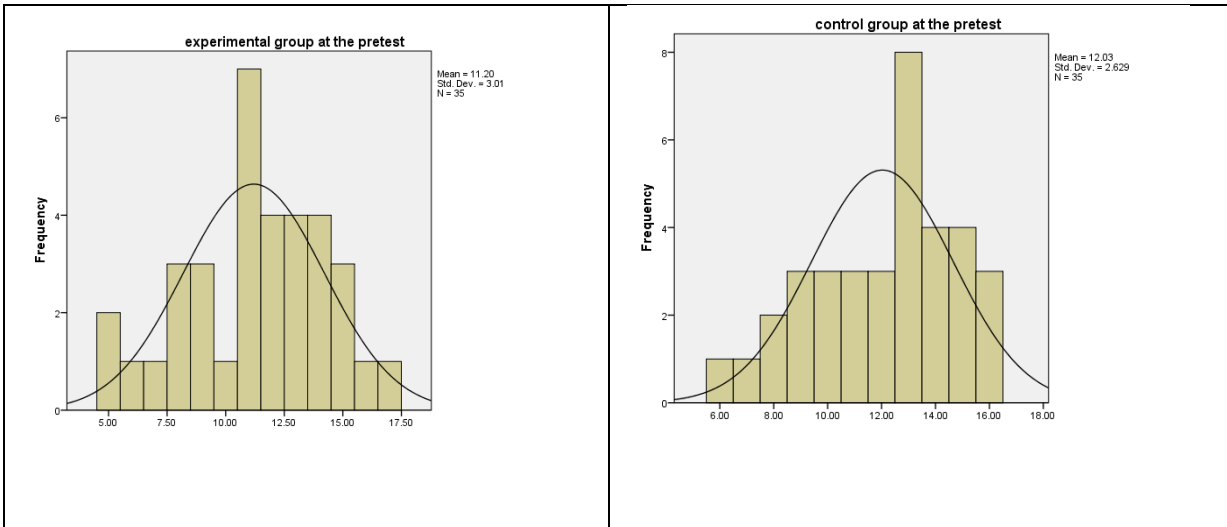 experimental group at the pretest
Mean = 11.20
Std. Dev. = 3.01
N = 35
Frequency
6
4
2
0
5.00 7.50 10.00 12.50 15.00 17.50
control group at the pretest
Mean = 12.03
Std. Dev. = 2.629
N = 35
Frequency
8
6
4
2
0
6.00 8.00 10.00 12.00 14.00 16.00 18.00